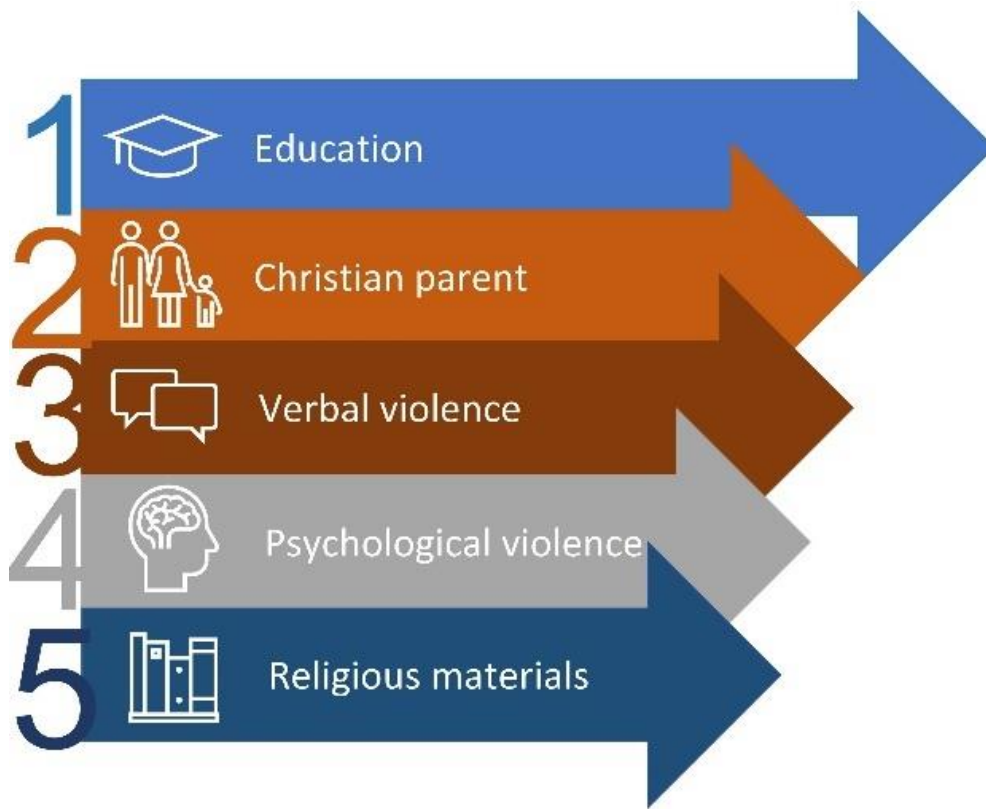 1 Education
2 Christian parent
3 Verbal violence
4 Psychological violence
5 Religious materials